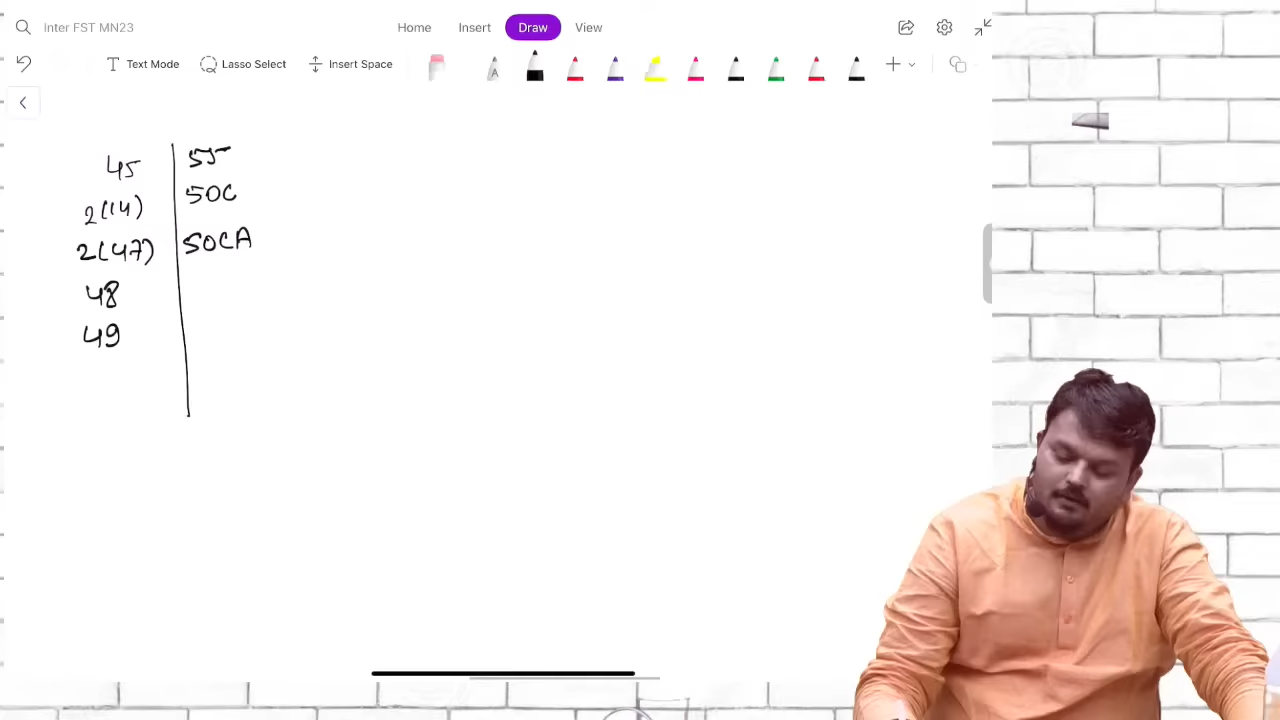 Inter FST MN23
Home Insert Draw View
Text Mode Lasso Select Insert Space
A
45 55
2(14) 50C
2(47) 50CA
48
49